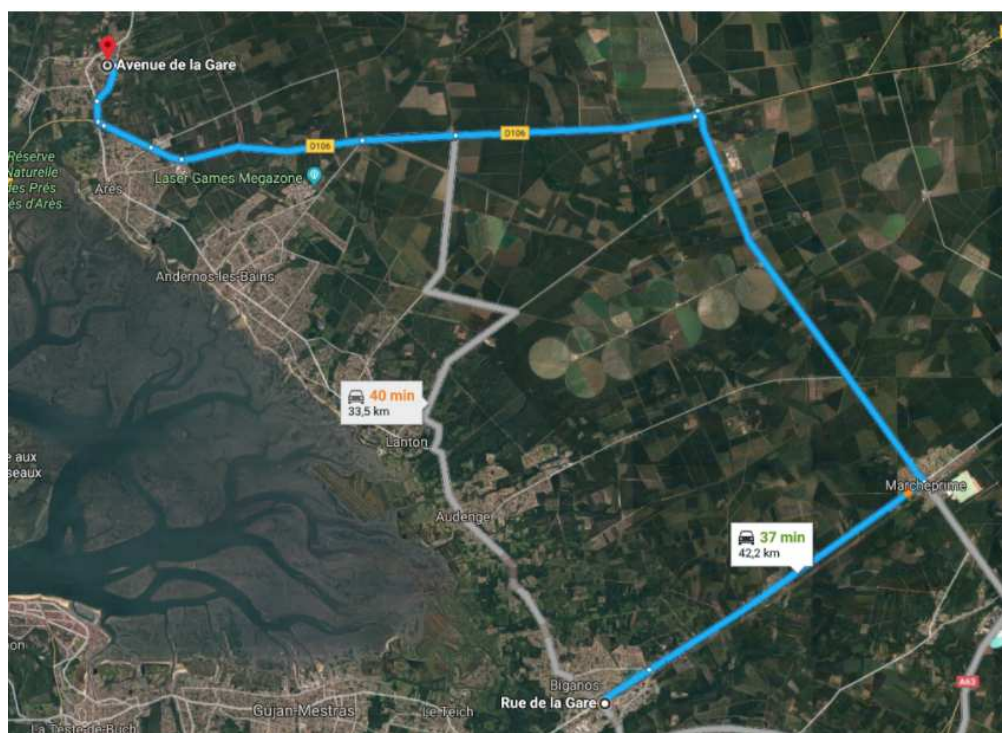 Avenue de la Gare
D106
D106
Réserve
Naturelle
des Prés
és d'Arès
Laser Games Megazone
Arès
Andernos-les-Bains
40 min
33,5 km
Lanton
e aux
seaux
Marcheprime
Audenge
37 min
42,2 km
Biganos
Rue de la Gare
A63
Gujan-Mestras
Le Teich
La Teste-de-Buch